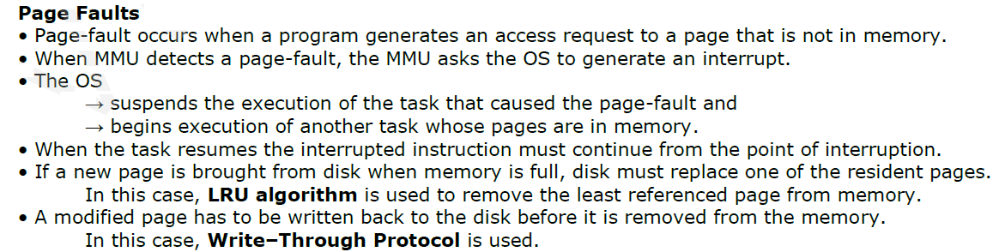 Page Faults
• Page-fault occurs when a program generates an access request to a page that is not in memory.
• When MMU detects a page-fault, the MMU asks the OS to generate an interrupt.
• The OS
→ suspends the execution of the task that caused the page-fault and
→ begins execution of another task whose pages are in memory.
• When the task resumes the interrupted instruction must continue from the point of interruption.
• If a new page is brought from disk when memory is full, disk must replace one of the resident pages.
In this case, LRU algorithm is used to remove the least referenced page from memory.
• A modified page has to be written back to the disk before it is removed from the memory.
In this case, Write–Through Protocol is used.